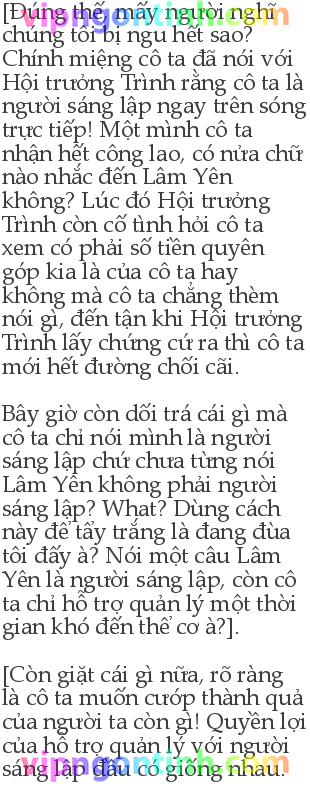 [Đúng thế, mấy người nghĩ
chúng tôi bị ngu hết sao?
Chính miệng cô ta đã nói với
Hội trưởng Trình rằng cô ta là
người sáng lập ngay trên sóng
trực tiếp! Một mình cô ta
nhận hết công lao, có nửa chữ
nào nhắc đến Lâm Yên
không? Lúc đó Hội trưởng
Trình còn cố tình hỏi cô ta
xem có phải số tiền quyên
góp kia là của cô ta hay
không mà cô ta chẳng thèm
nói gì, đến tận khi Hội trưởng
Trình lấy chứng cứ ra thì cô ta
mới hết đường chối cãi.
Bây giờ còn dối trá cái gì mà
cô ta chỉ nói mình là người
sáng lập chứ chưa từng nói
Lâm Yên không phải người
sáng lập? What? Dùng cách
này để tẩy trắng là đang đùa
tôi đấy à? Nói một câu Lâm
Yên là người sáng lập, còn cô
ta chỉ hỗ trợ quản lý một thời
gian khó đến thế cơ à?].
[Còn giặt cái gì nữa, rõ ràng
là cô ta muốn cướp thành quả
của người ta còn gì! Quyền lợi
của hỗ trợ quản lý với người
sáng lập đâu có giống nhau.
vipngontinh.com
vipngontinh.com